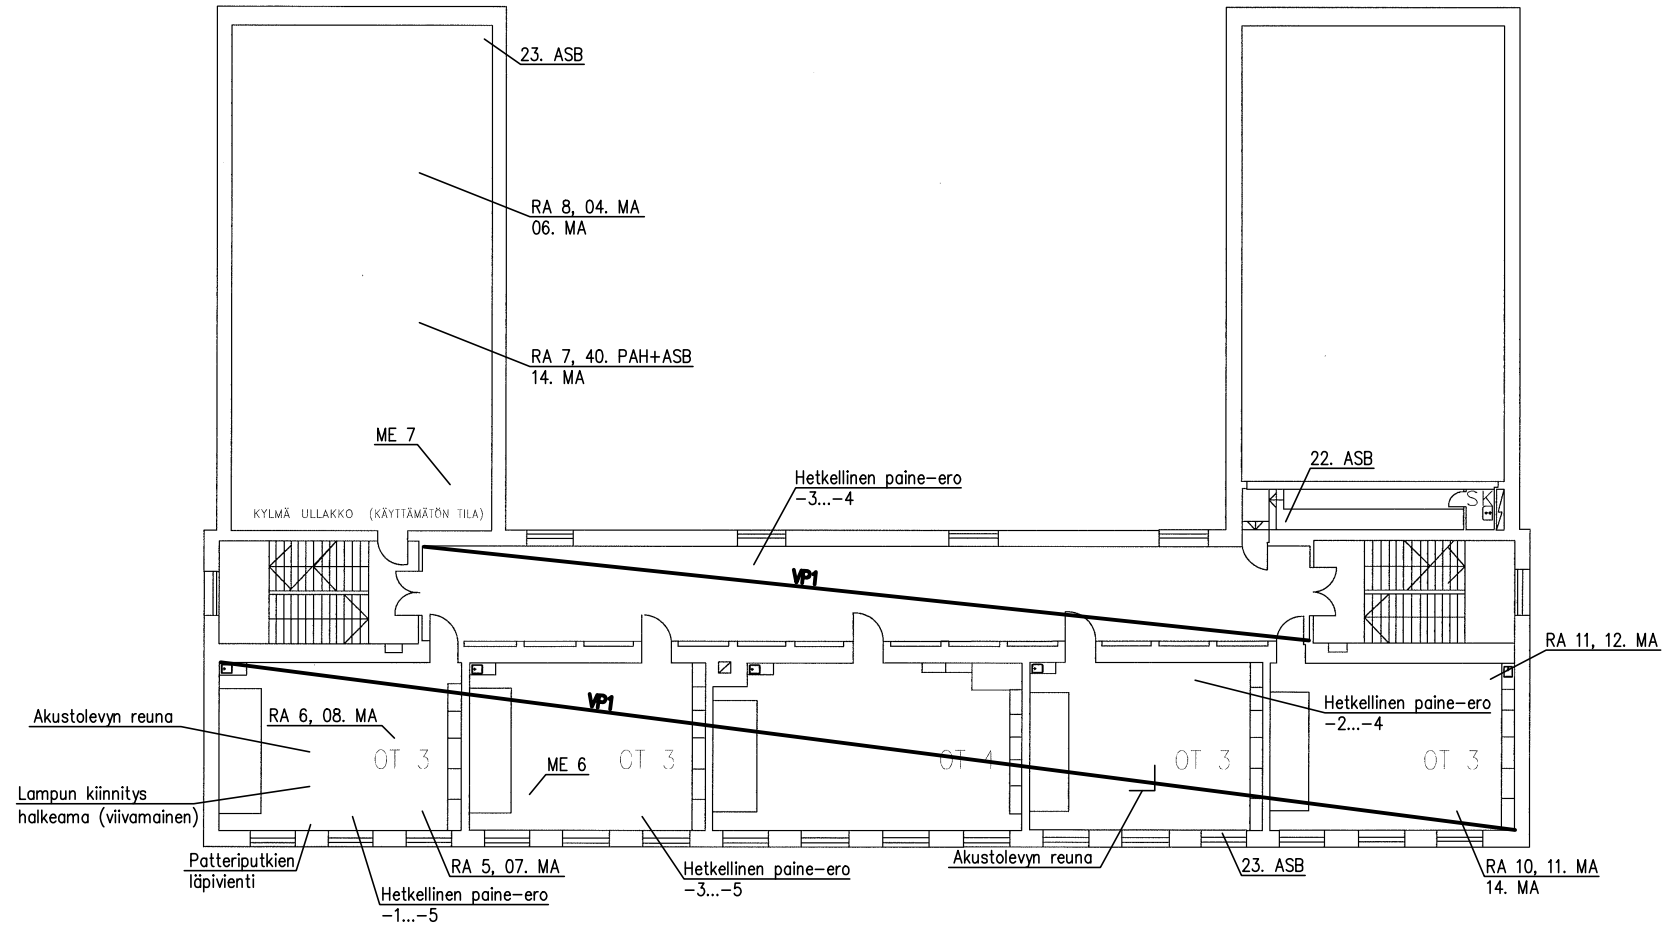 23. ASB
RA 8, 04. MA
06. MA
RA 7, 40. PAH+ASB
14. MA
ME 7
22. ASB
Hetkellinen paine-ero
-3...-4
SK
KYLMÄ ULLAKKO (KÄYTTÄMÄTÖN TILA)
VP1
RA 11, 12. MA
VP1
Hetkellinen paine-ero
-2...-4
Akustolevyn reuna
RA 6, 08. MA
OT 3
OT 3
OT 4
OT 3
OT 3
ME 6
Lampun kiinnitys
halkeama (viivamainen)
Patteriputkien
läpivienti
RA 5, 07. MA
Hetkellinen paine-ero
-1...-5
Hetkellinen paine-ero
-3...-5
Akustolevyn reuna
23. ASB
RA 10, 11. MA
14. MA